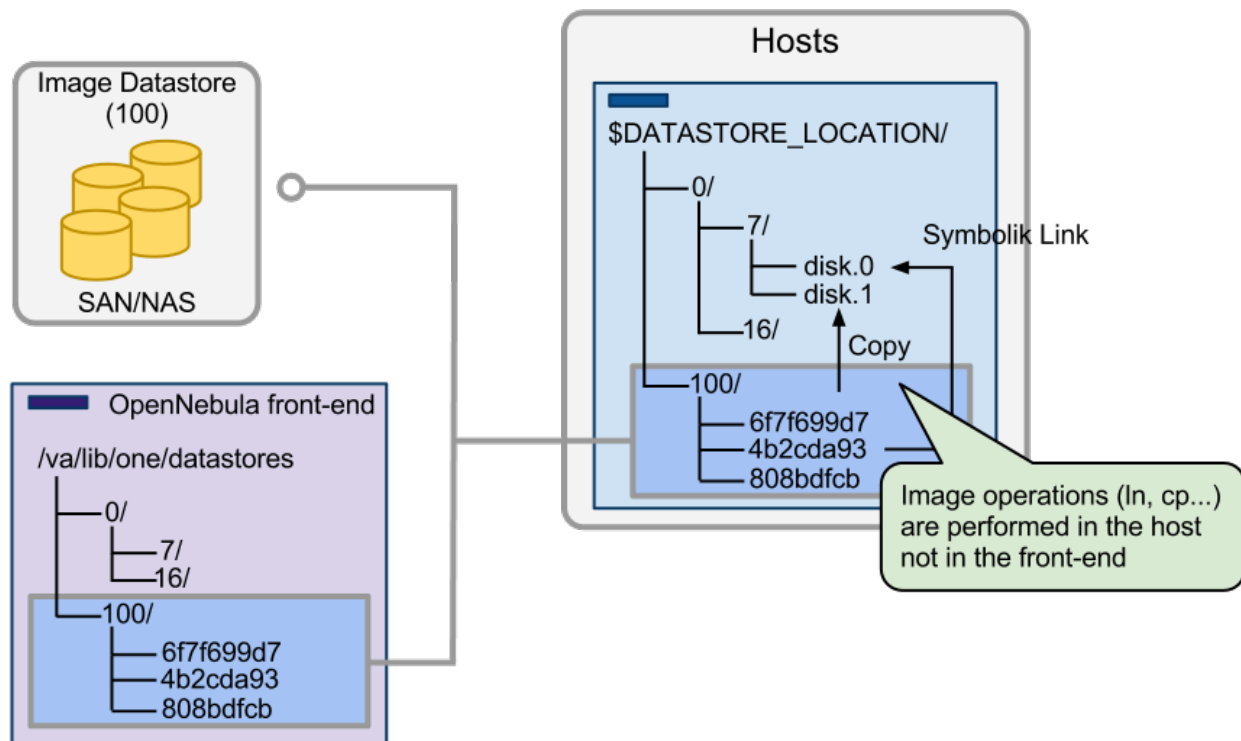 Image Datastore
(100)
SAN/NAS
OpenNebula front-end
/va/lib/one/datastores
0/
7/
16/
100/
6f7f699d7
4b2cda93
808bdfcb
Hosts
$DATASTORE_LOCATION/
0/
7/
Symbolik Link
disk.0
disk.1
16/
Copy
100/
6f7f699d7
4b2cda93
808bdfcb
Image operations (ln, cp...)
are performed in the host
not in the front-end